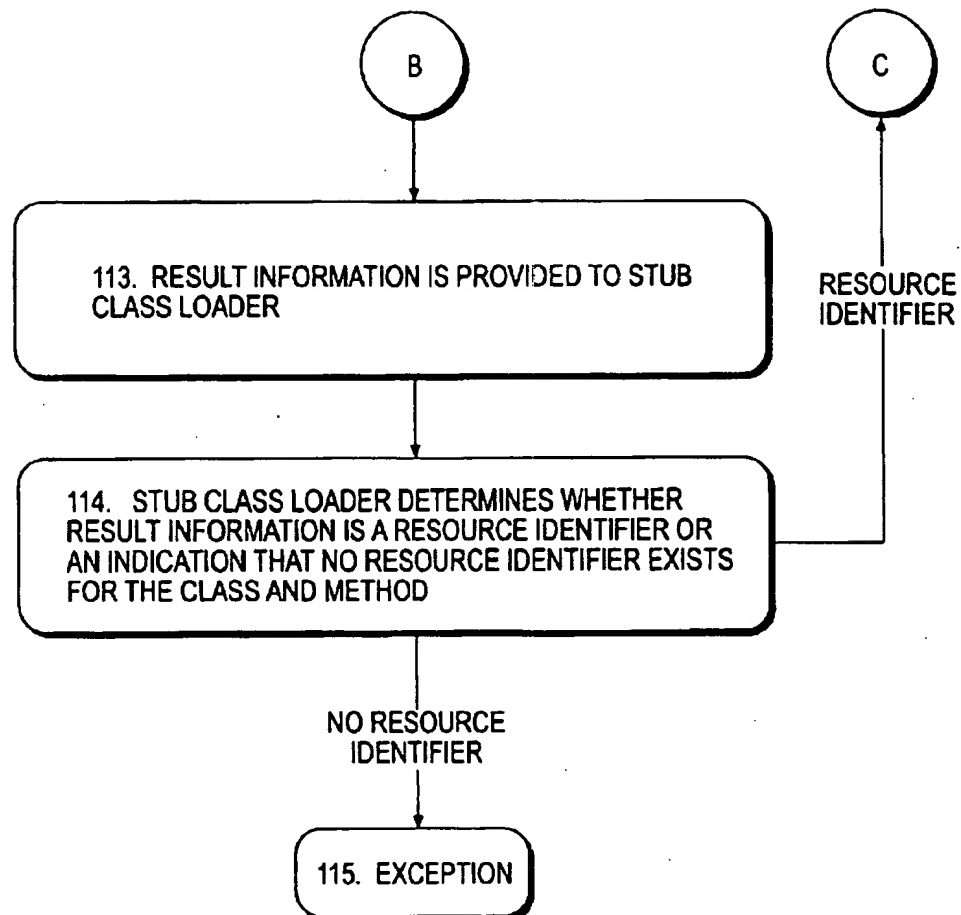 B
C
113. RESULT INFORMATION IS PROVIDED TO STUB
CLASS LOADER
RESOURCE
IDENTIFIER
114. STUB CLASS LOADER DETERMINES WHETHER
RESULT INFORMATION IS A RESOURCE IDENTIFIER OR
AN INDICATION THAT NO RESOURCE IDENTIFIER EXISTS
FOR THE CLASS AND METHOD
NO RESOURCE
IDENTIFIER
115. EXCEPTION